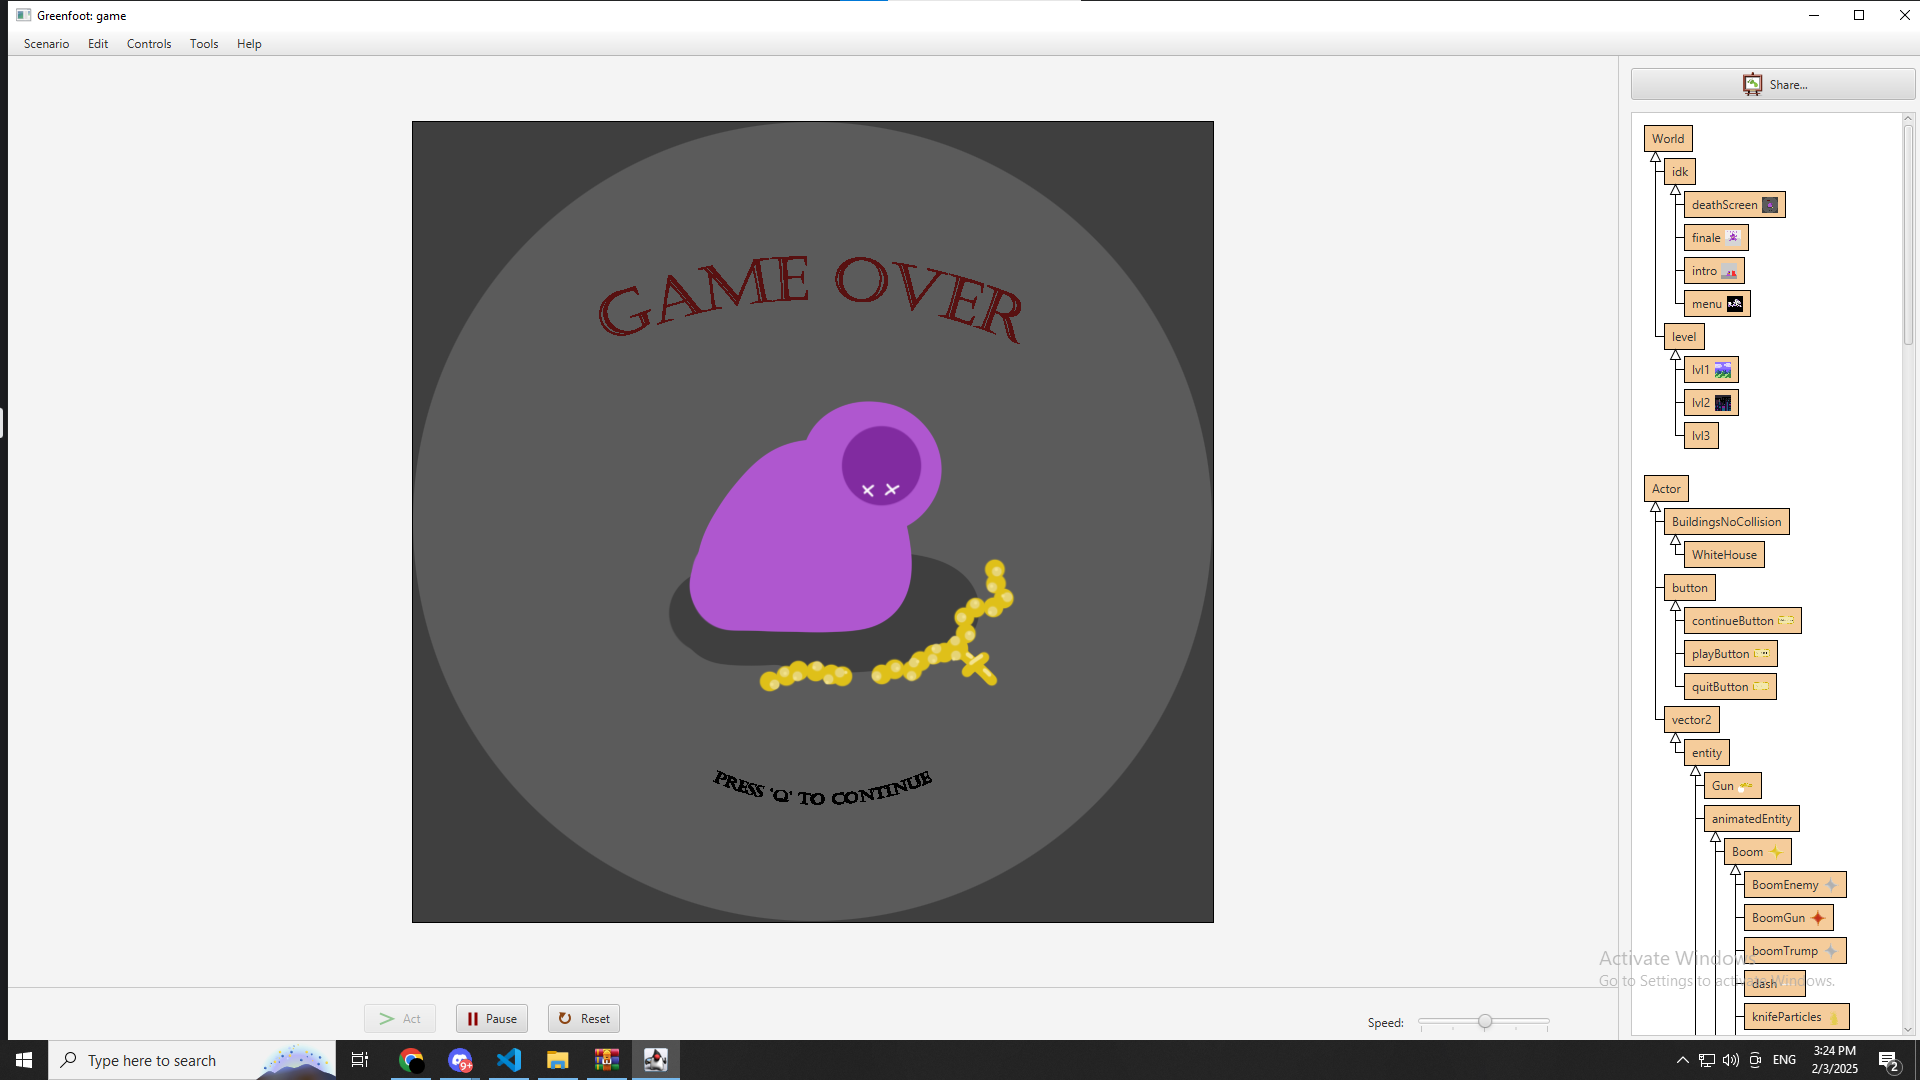 Greenfoot: game
Scenario Edit Controls Tools Help
Share...
GAME OVER
PRESS 'Q' TO CONTINUE
World
idk
deathScreen
finale
intro
menu
level
lvl1
lvl2
lvl3
Actor
BuildingsNoCollision
WhiteHouse
button
continueButton
playButton
quitButton
vector2
entity
Gun
animatedEntity
Boom
BoomEnemy
BoomGun
boomTrump
dash
knifeParticles
Activate Windows
Go to Settings to activate Windows.
Act Pause Reset Speed:
Type here to search
9+
ENG
3:24 PM
2/3/2025
2